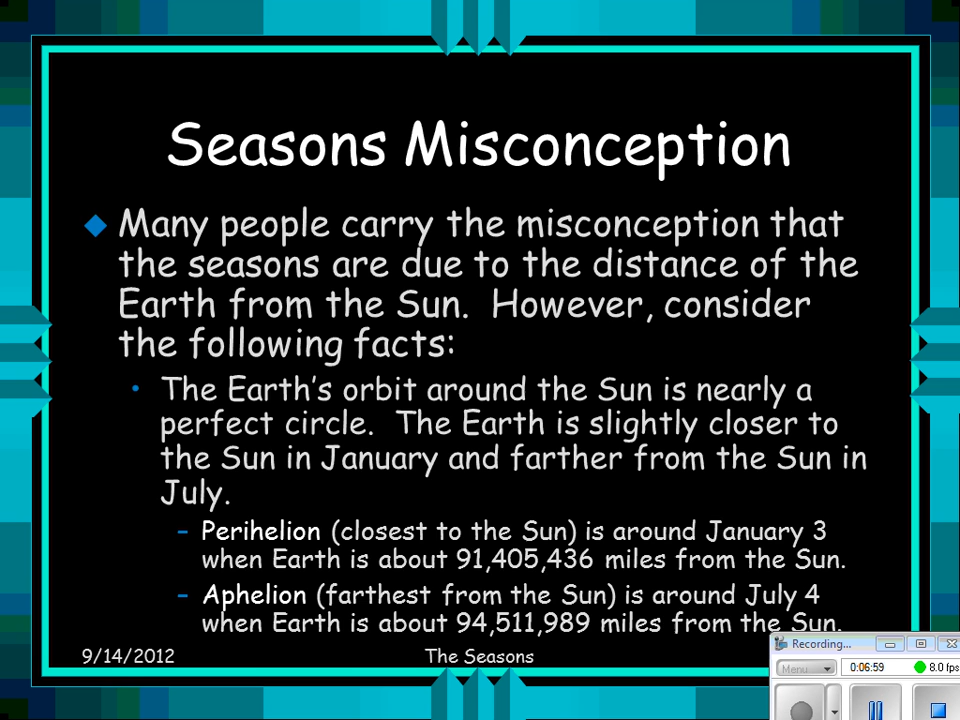 Seasons Misconception
Many people carry the misconception that
the seasons are due to the distance of the
Earth from the Sun.  However, consider
the following facts:
• The Earth's orbit around the Sun is nearly a
perfect circle.  The Earth is slightly closer to
the Sun in January and farther from the Sun in
July.
– Perihelion (closest to the Sun) is around January 3
when Earth is about 91,405,436 miles from the Sun.
– Aphelion (farthest from the Sun) is around July 4
when Earth is about 94,511,989 miles from the Sun.
9/14/2012
The Seasons
Recording...
Menu
0:06:59
8.0 fps